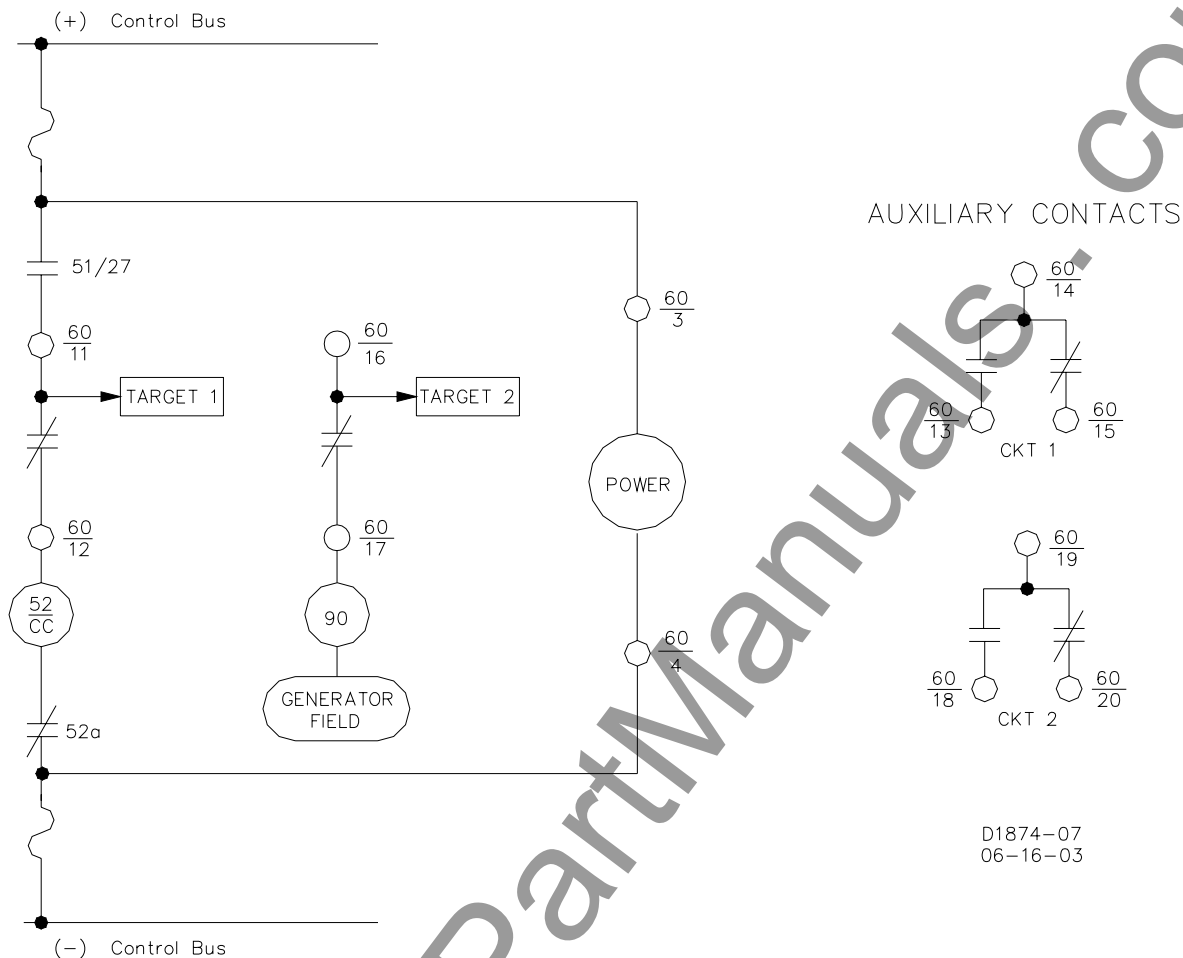 (+) Control Bus
AUXILIARY CONTACTS
51/27
60
14
60
3
60
11
60
16
TARGET 1
TARGET 2
60
13
60
15
CKT 1
POWER
60
12
60
17
60
19
52
CC
90
60
4
60
18
60
20
GENERATOR
FIELD
CKT 2
52a
D1874-07
06-16-03
(-) Control Bus